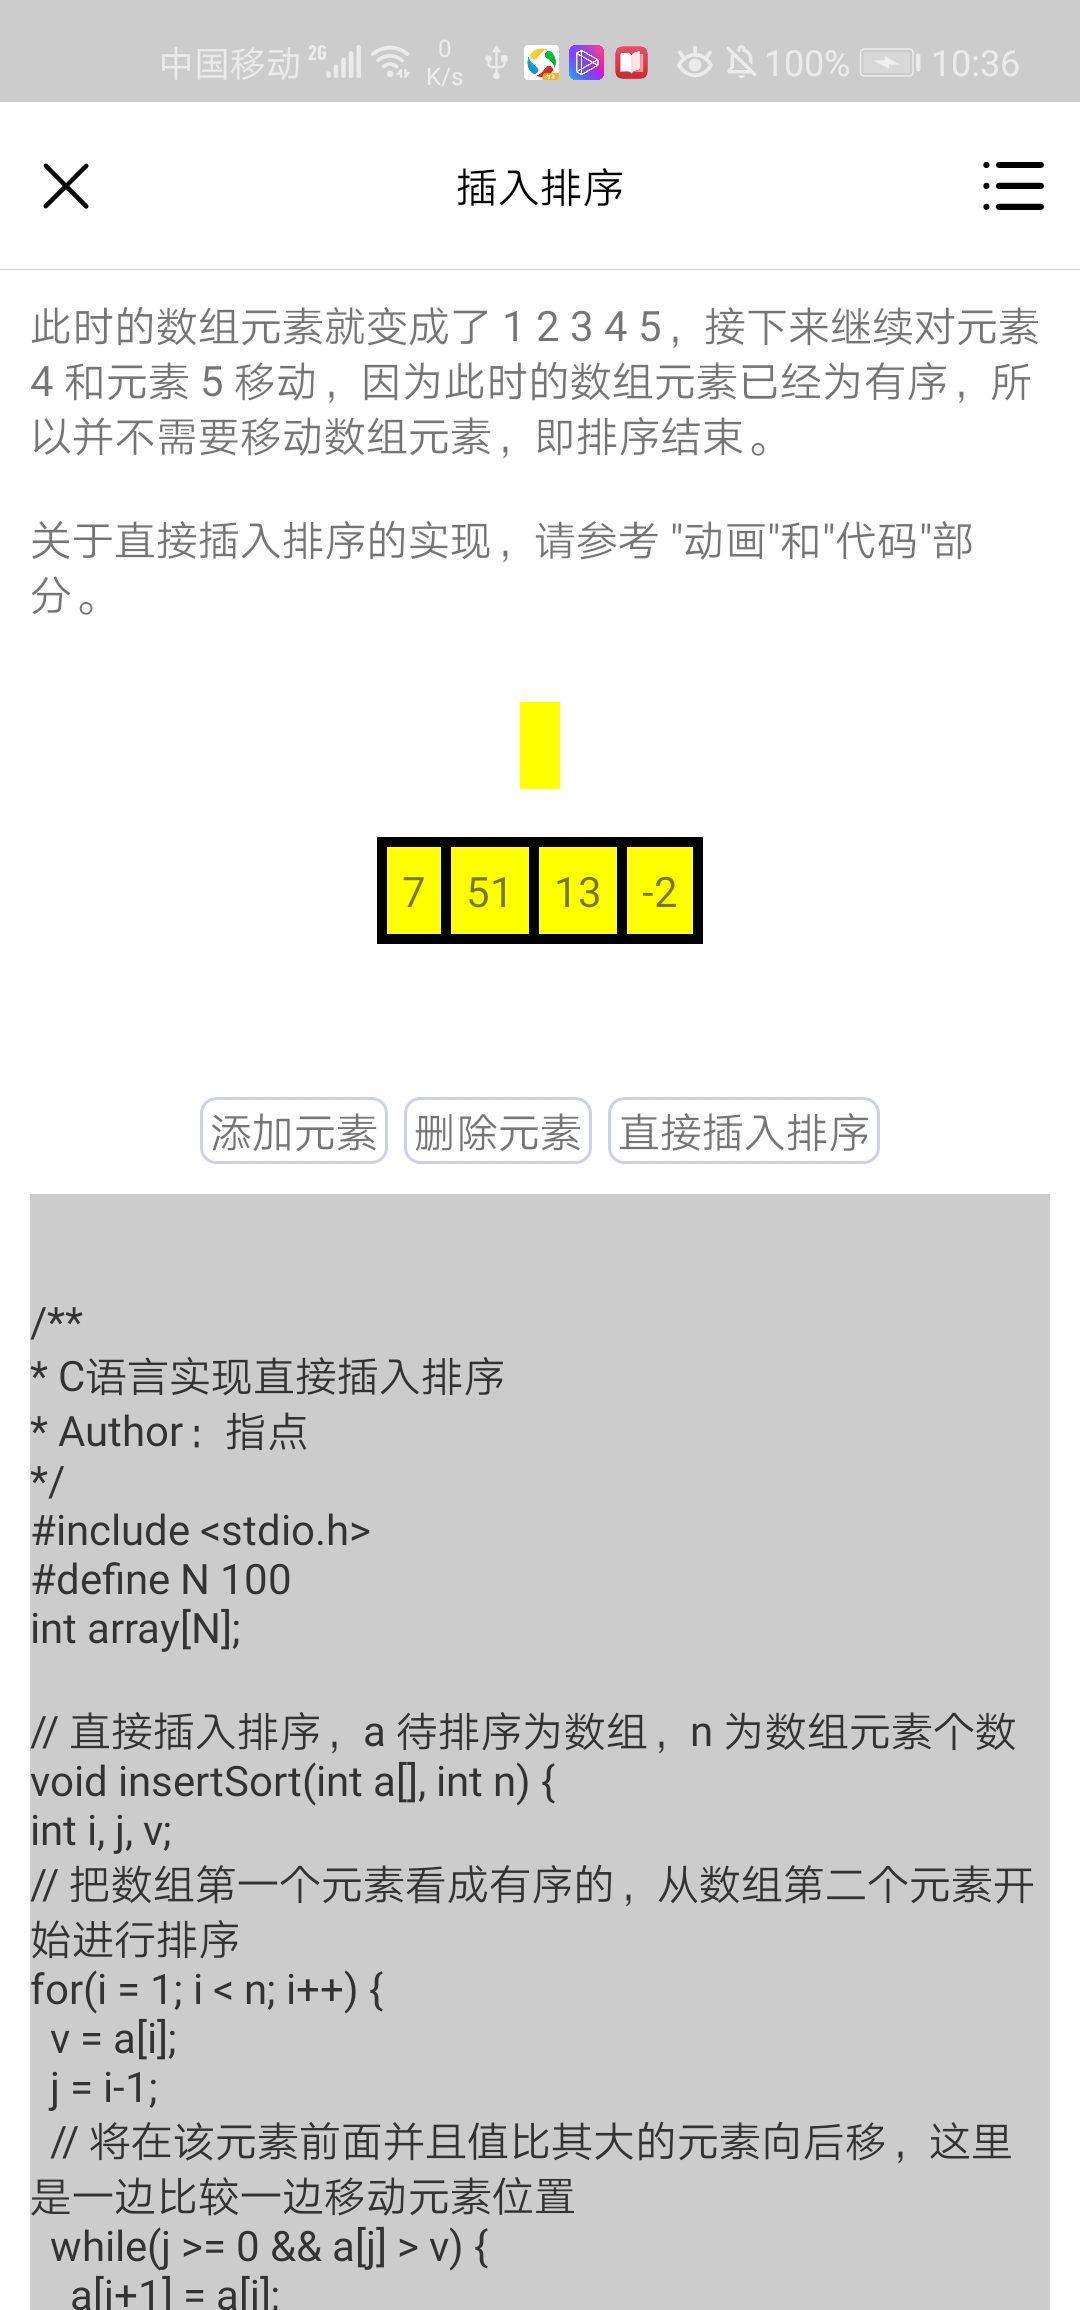 中国移动 2G 0 K/s 100% 10:36
插入排序
此时的数组元素就变成了 1 2 3 4 5，接下来继续对元素
4 和元素 5 移动，因为此时的数组元素已经为有序，所
以并不需要移动数组元素，即排序结束。
关于直接插入排序的实现，请参考 "动画"和"代码"部
分。
7 51 13 -2
添加元素 删除元素 直接插入排序
/**
* C语言实现直接插入排序
* Author：指点
*/
#include <stdio.h>
#define N 100
int array[N];
// 直接插入排序，a 待排序为数组，n 为数组元素个数
void insertSort(int a[], int n) {
int i, j, v;
// 把数组第一个元素看成有序的，从数组第二个元素开
始进行排序
for(i = 1; i < n; i++) {
v = a[i];
j = i-1;
// 将在该元素前面并且值比其大的元素向后移，这里
是一边比较一边移动元素位置
while(j >= 0 && a[j] > v) {
a[j+1] = a[j];